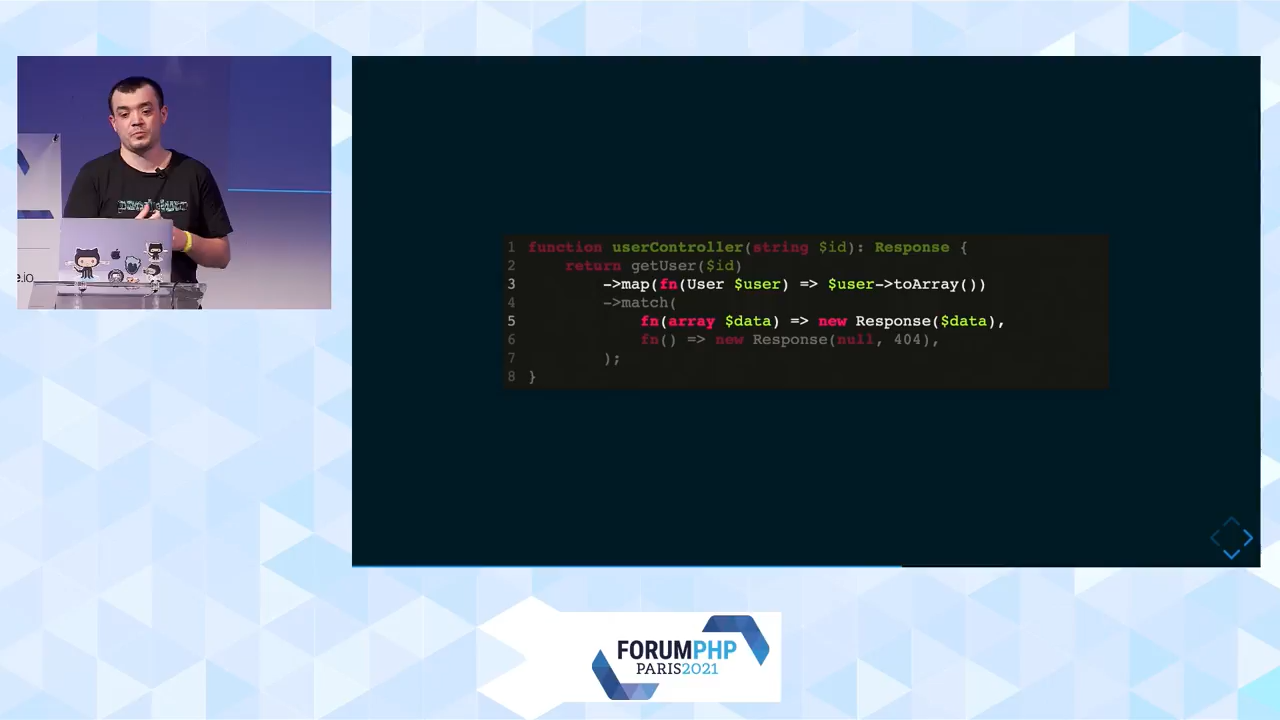 e.io
1 function userController(string $id): Response {
2     return getUser($id)
3         ->map(fn(User $user) => $user->toArray())
4         ->match(
5             fn(array $data) => new Response($data),
6             fn() => new Response(null, 404),
7         );
8 }
FORUMPHP
PARIS2021